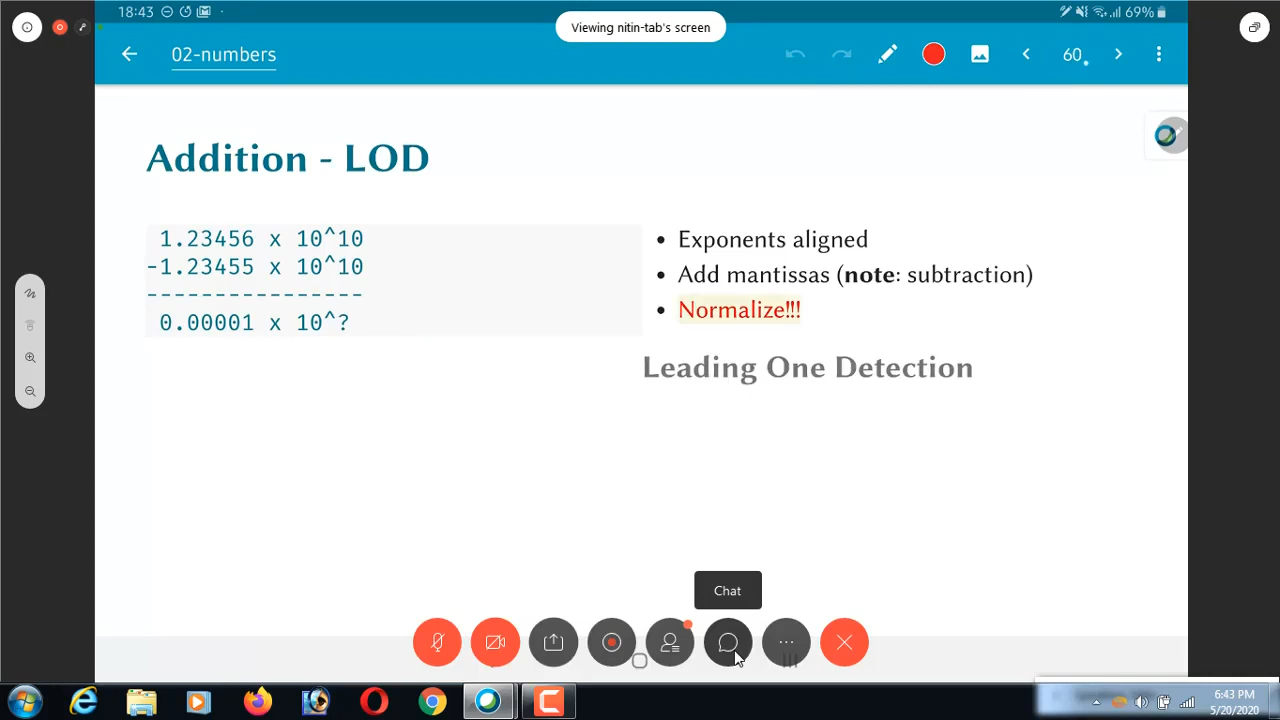 18:43
Viewing nitin-tab's screen
69%
02-numbers
60
Addition - LOD
1.23456 x 10^10
-1.23455 x 10^10
----------------
0.00001 x 10^?
• Exponents aligned
• Add mantissas (note: subtraction)
• Normalize!!!
Leading One Detection
Chat
6:43 PM
5/20/2020